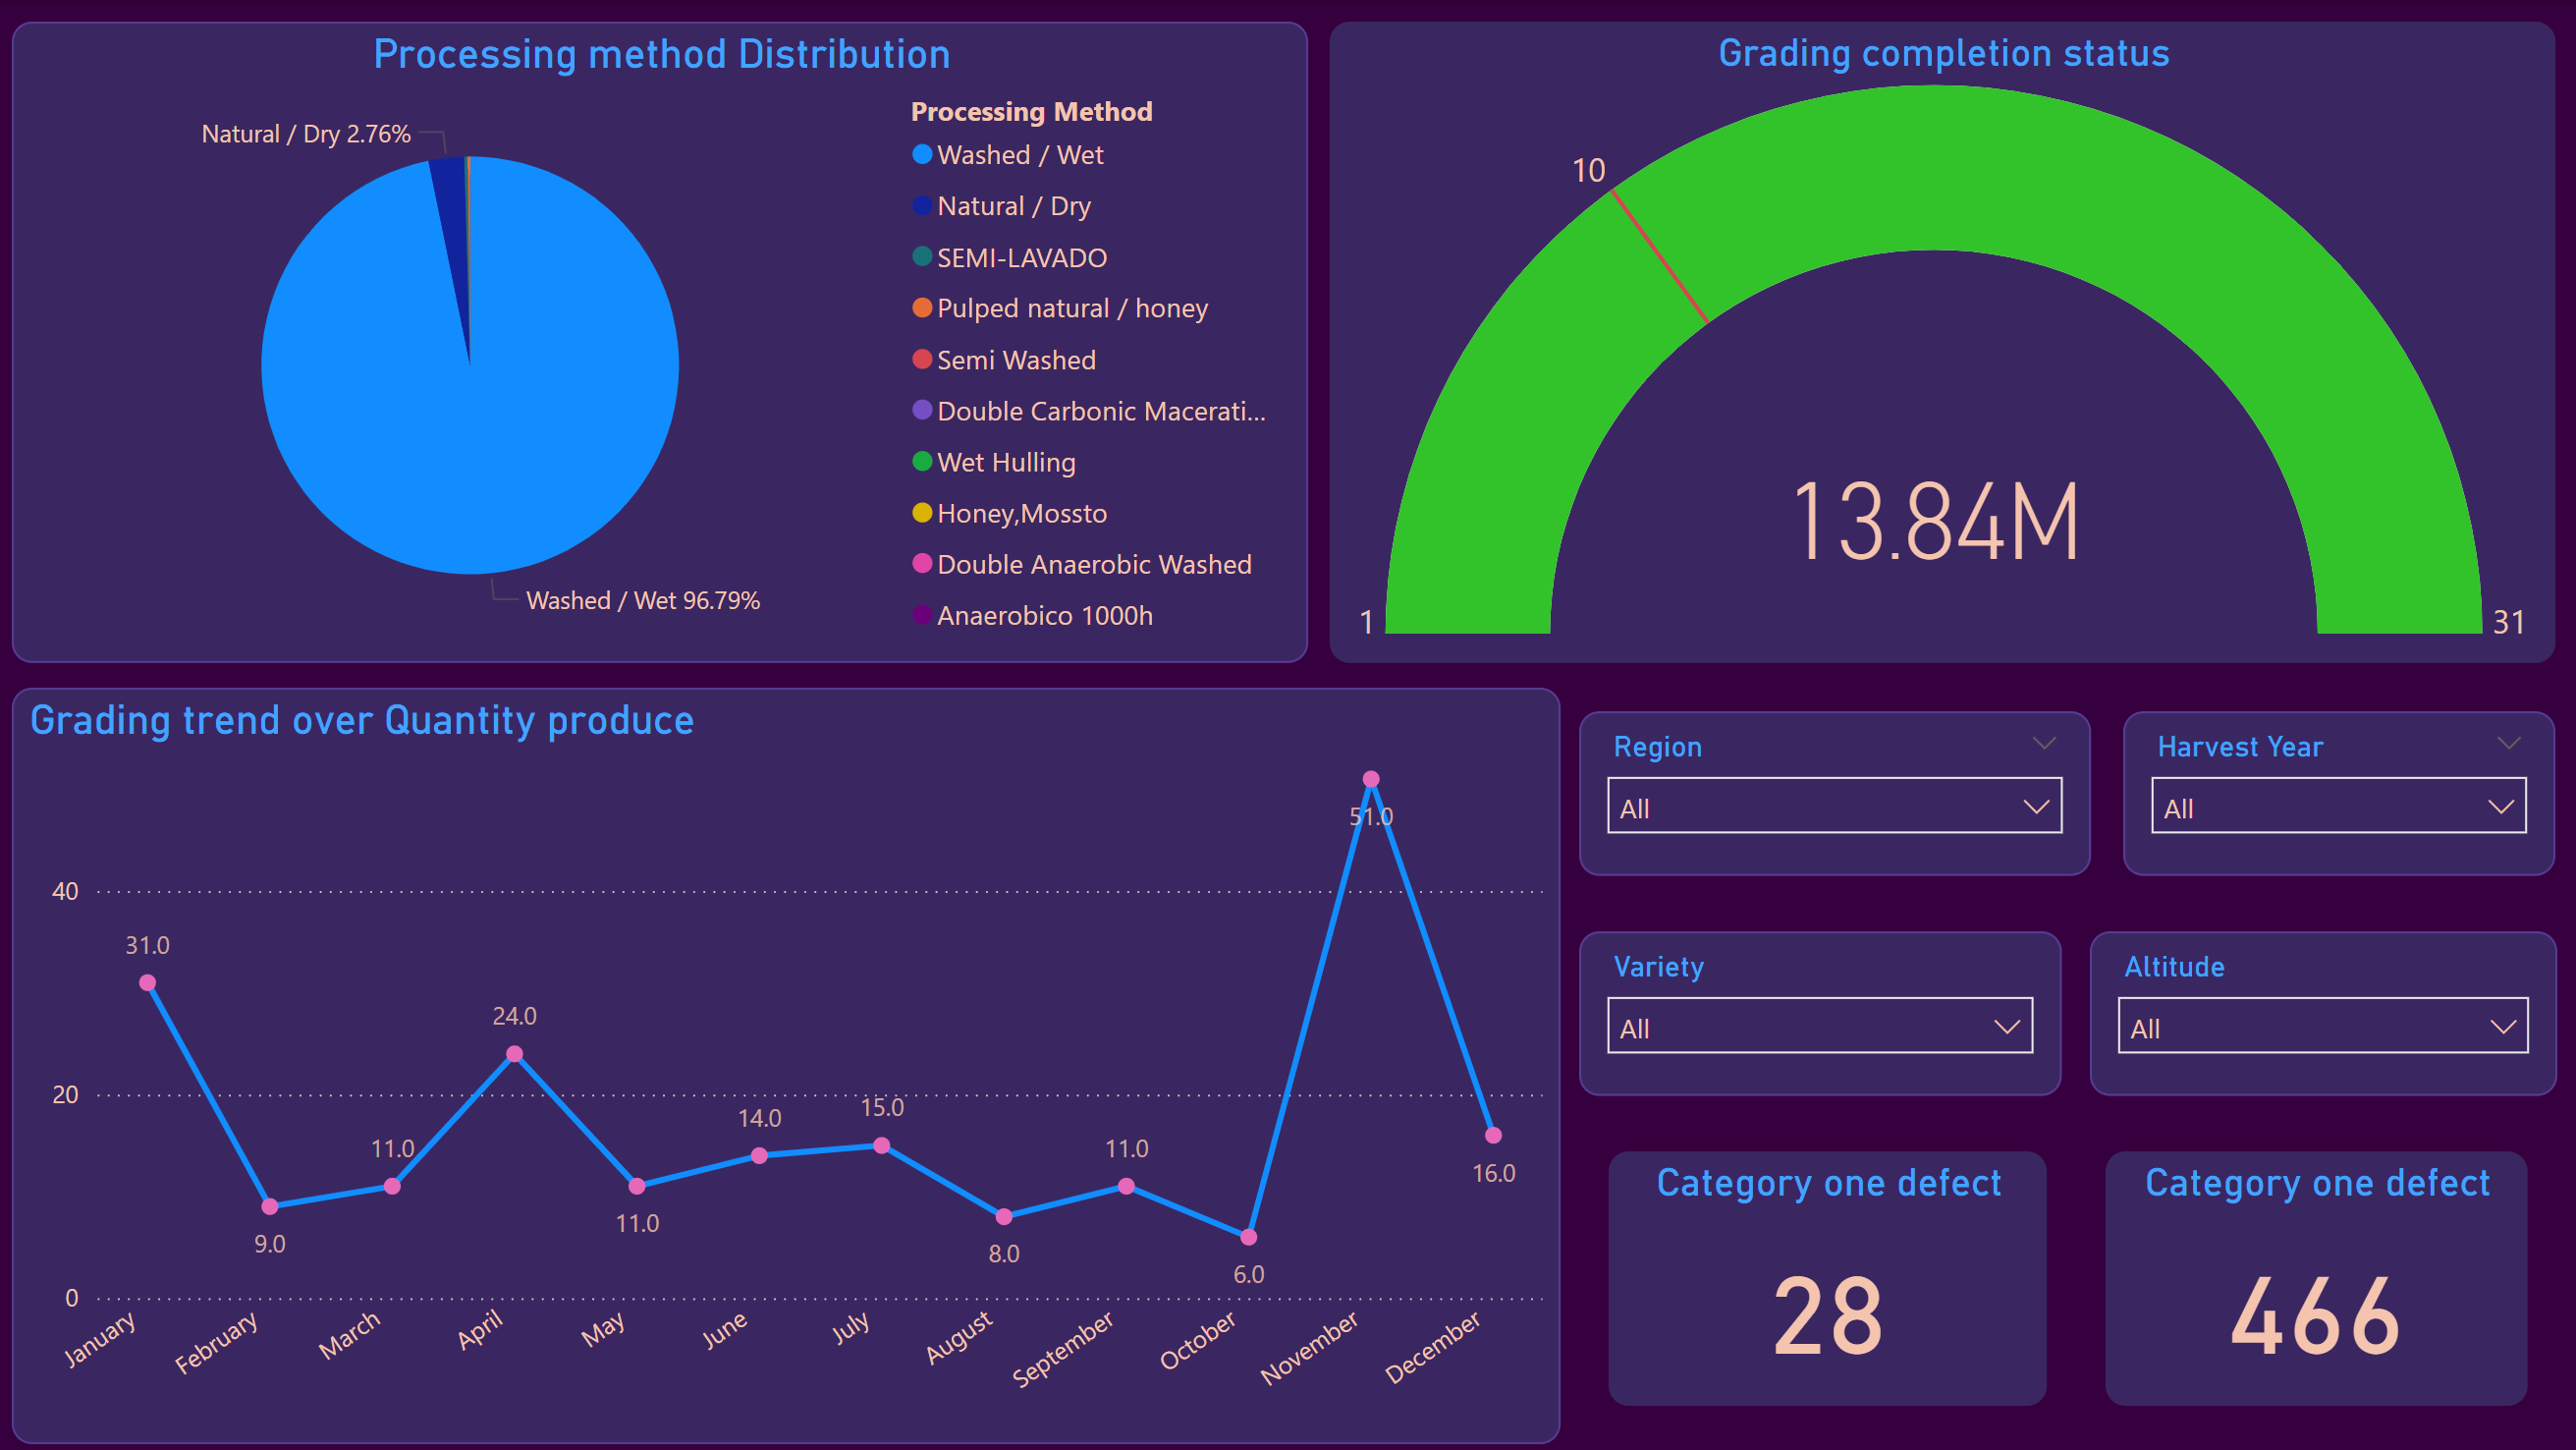 Processing method Distribution
Natural / Dry 2.76%
Washed / Wet 96.79%
Processing Method
Washed / Wet
Natural / Dry
SEMI-LAVADO
Pulped natural / honey
Semi Washed
Double Carbonic Macerati...
Wet Hulling
Honey,Mossto
Double Anaerobic Washed
Anaerobico 1000h
Grading completion status
10
13.84M
1
31
Grading trend over Quantity produce
40
20
0
31.0
9.0
11.0
24.0
11.0
14.0
15.0
8.0
11.0
6.0
51.0
16.0
January
February
March
April
May
June
July
August
September
October
November
December
Region
All
Harvest Year
All
Variety
All
Altitude
All
Category one defect
28
Category one defect
466